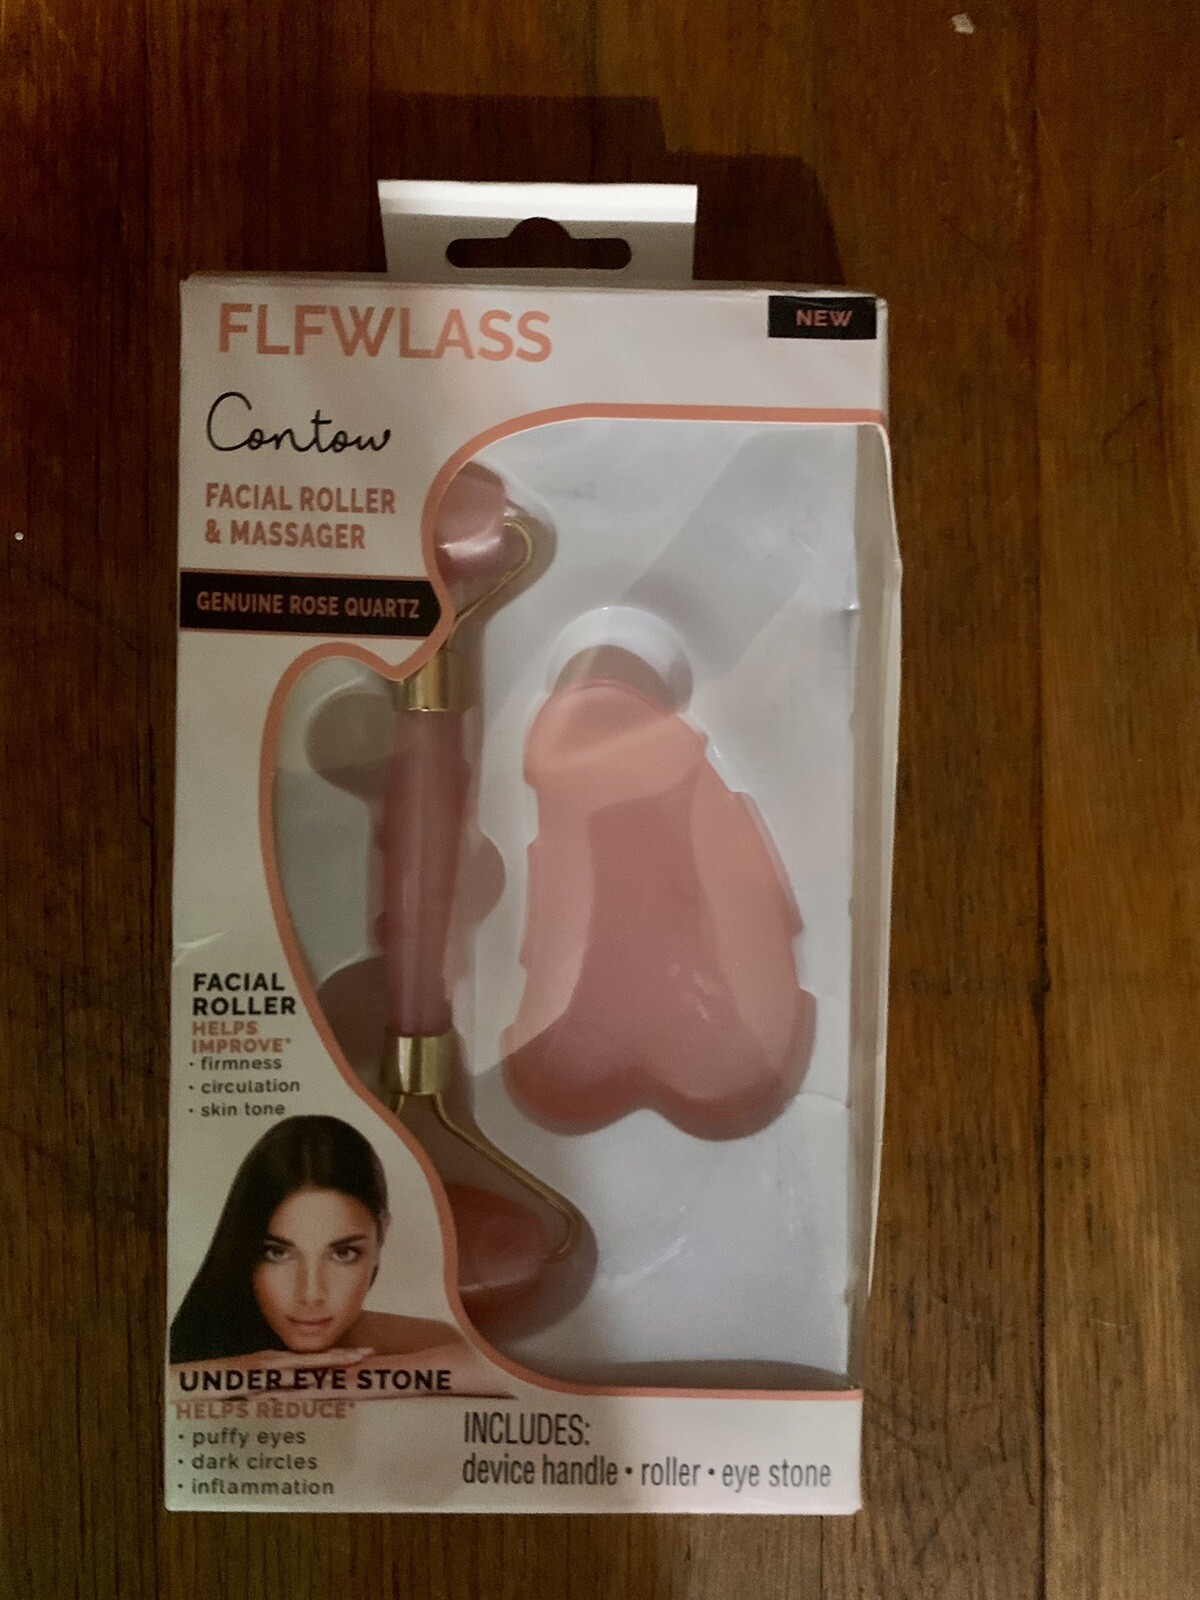 FLFWLASS
NEW
Contour
FACIAL ROLLER
& MASSAGER
GENUINE ROSE QUARTZ
FACIAL
ROLLER
HELPS
IMPROVE*
• firmness
• circulation
• skin tone
UNDER EYE STONE
HELPS REDUCE*
• puffy eyes
• dark circles
• inflammation
INCLUDES:
device handle • roller • eye stone